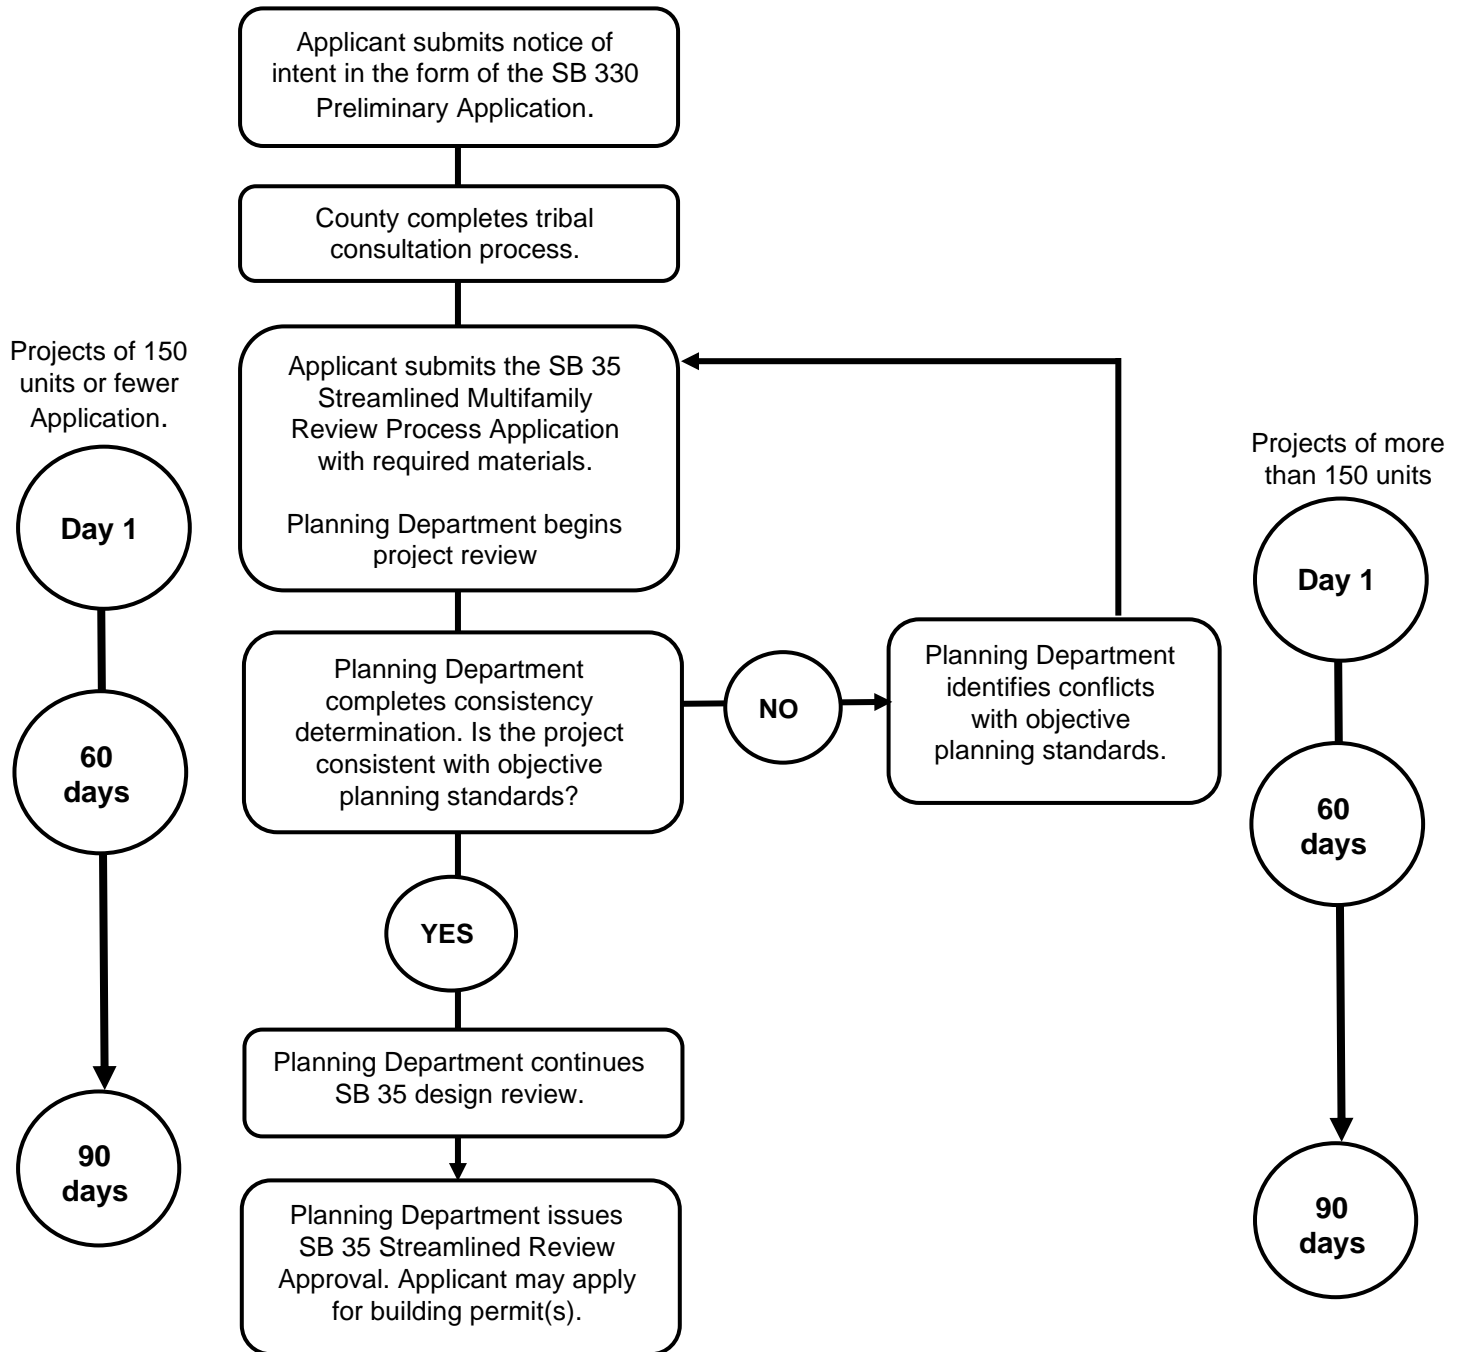 Applicant submits notice of
intent in the form of the SB 330
Preliminary Application.
County completes tribal
consultation process.
Projects of 150
units or fewer
Application.
Day 1
60
days
90
days
Applicant submits the SB 35
Streamlined Multifamily
Review Process Application
with required materials.
Planning Department begins
project review
Planning Department
completes consistency
determination. Is the project
consistent with objective
planning standards?
NO
Planning Department
identifies conflicts
with objective
planning standards.
YES
Planning Department continues
SB 35 design review.
Planning Department issues
SB 35 Streamlined Review
Approval. Applicant may apply
for building permit(s).
Projects of more
than 150 units
Day 1
60
days
90
days